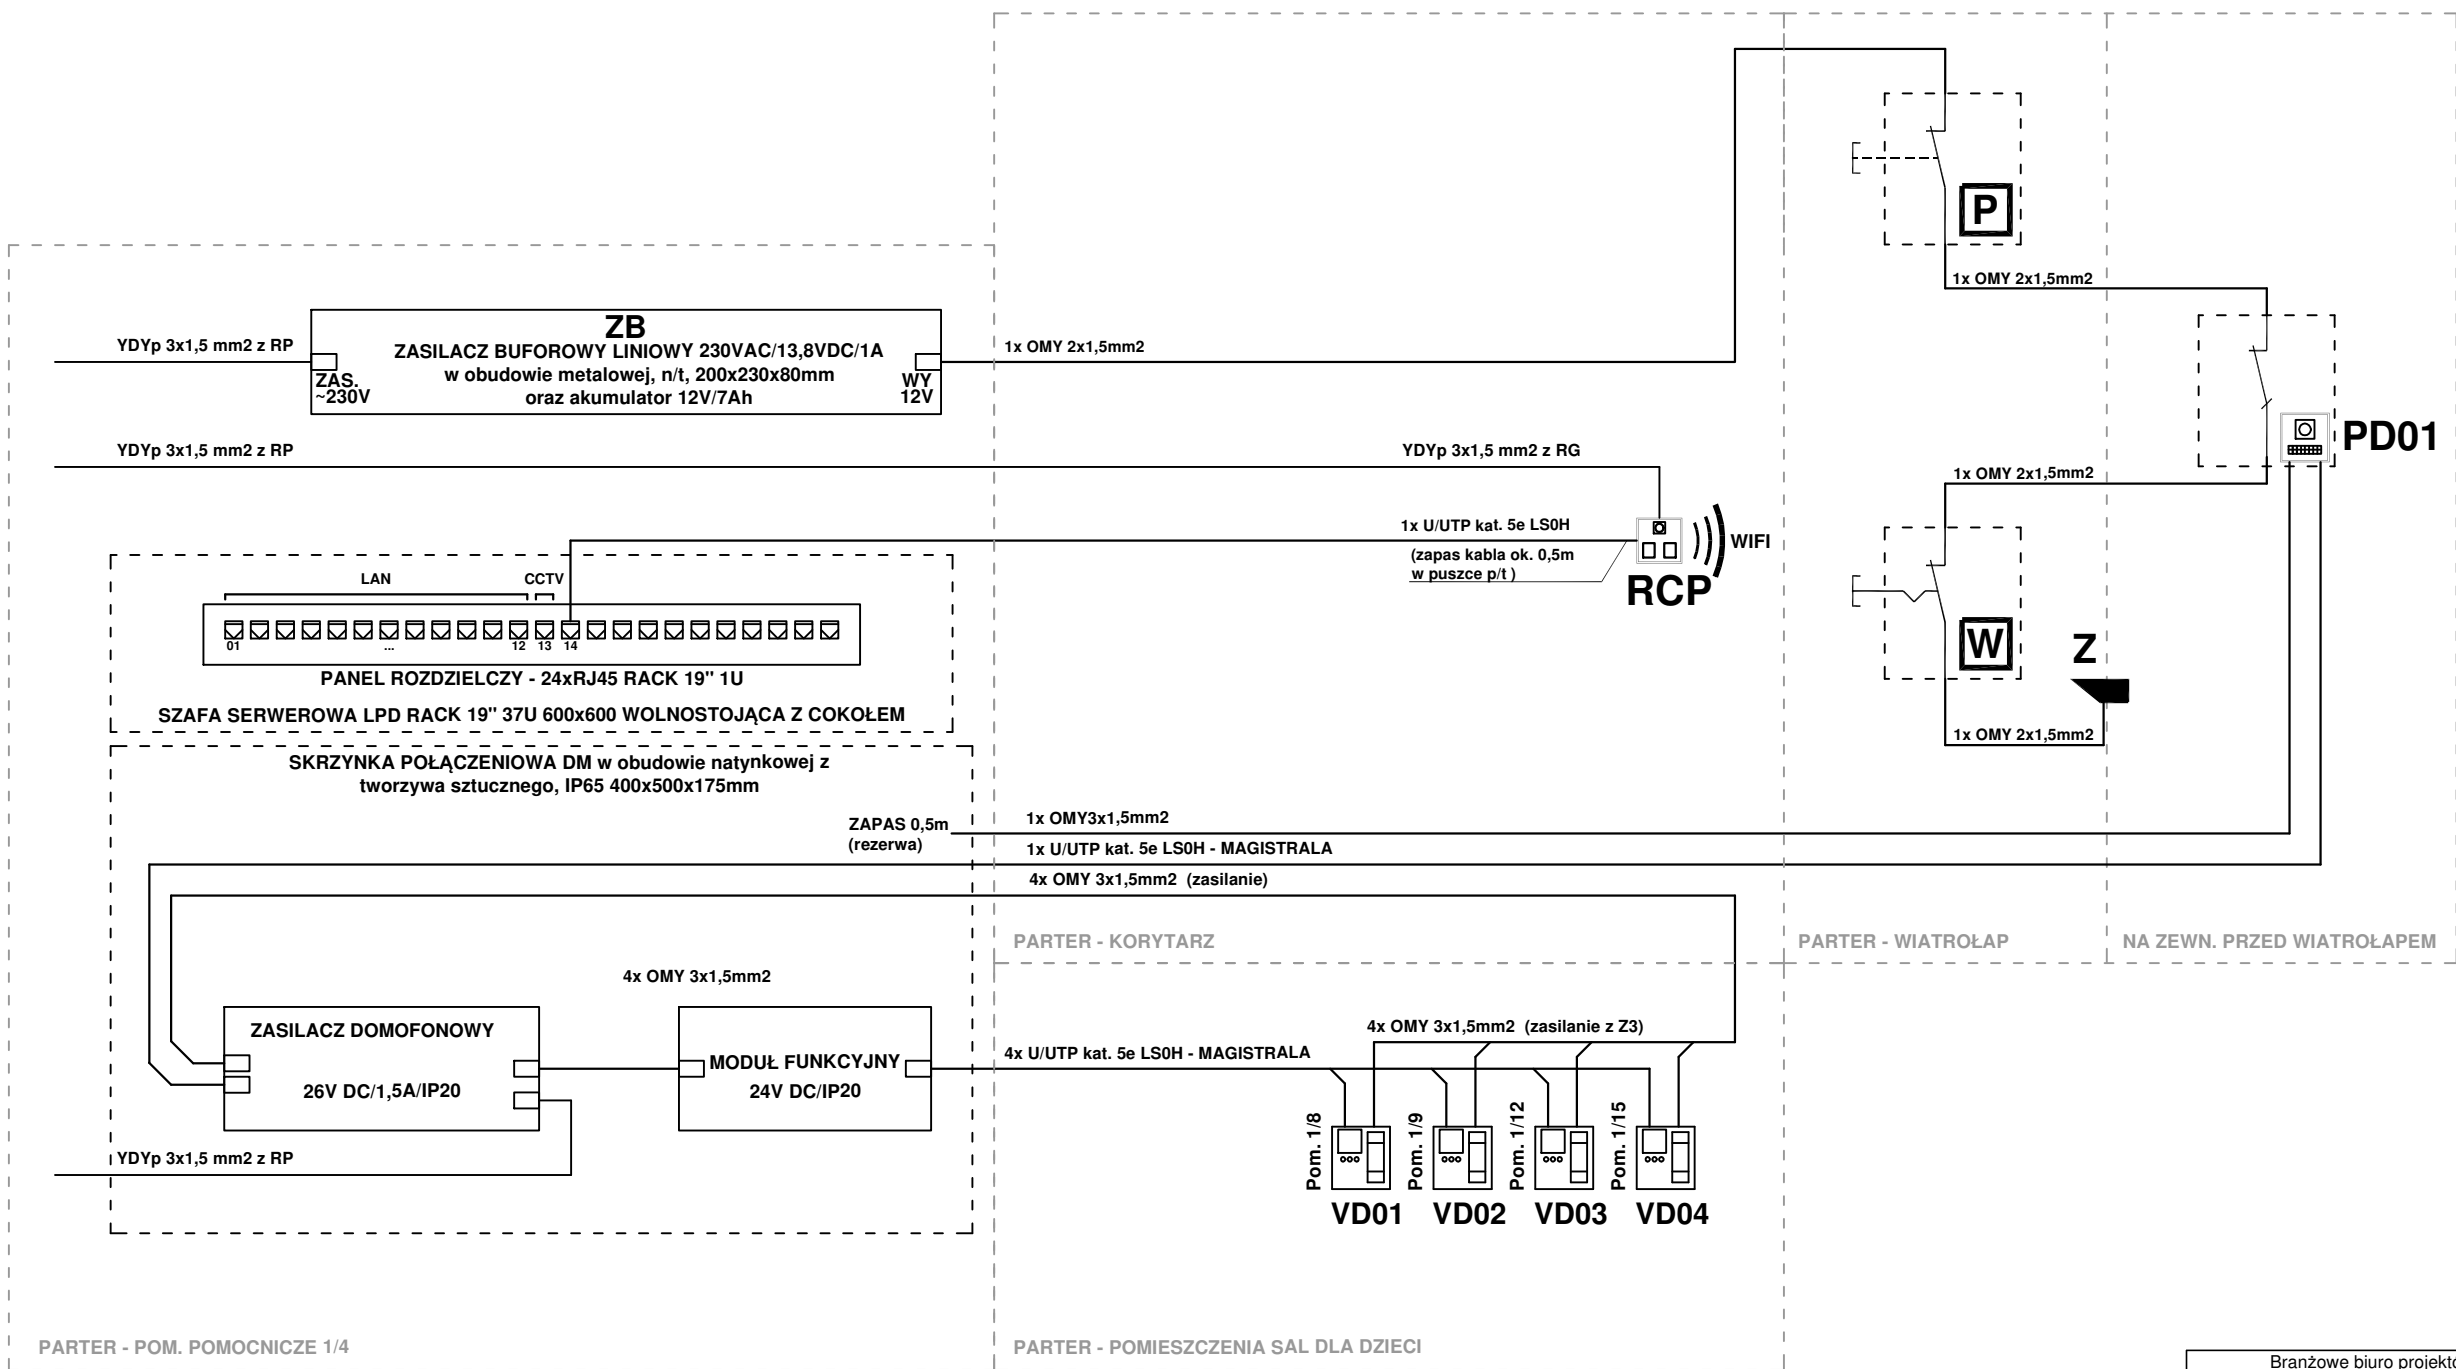 P
1x OMY 2x1,5mm2
ZB
ZASILACZ BUFOROWY LINIOWY 230VAC/13,8VDC/1A
w obudowie metalowej, n/t, 200x230x80mm
oraz akumulator 12V/7Ah
YDYp 3x1,5 mm2 z RP
ZAS.
~230V
WY
12V
1x OMY 2x1,5mm2
PD01
YDYp 3x1,5 mm2 z RP
YDYp 3x1,5 mm2 z RG
1x OMY 2x1,5mm2
1x U/UTP kat. 5e LS0H
(zapas kabla ok. 0,5m
w puszce p/t )
WIFI
RCP
LAN
CCTV
01
...
12
13
14
PANEL ROZDZIELCZY - 24xRJ45 RACK 19" 1U
SZAFA SERWEROWA LPD RACK 19" 37U 600x600 WOLNOSTOJĄCA Z COKOŁEM
W
Z
1x OMY 2x1,5mm2
SKRZYNKA POŁĄCZENIOWA DM w obudowie natynkowej z
tworzywa sztucznego, IP65 400x500x175mm
ZAPAS 0,5m
(rezerwa)
1x OMY3x1,5mm2
1x U/UTP kat. 5e LS0H - MAGISTRALA
4x OMY 3x1,5mm2 (zasilanie)
PARTER - KORYTARZ
PARTER - WIATROŁAP
NA ZEWN. PRZED WIATROŁAPEM
4x OMY 3x1,5mm2
ZASILACZ DOMOFONOWY
26V DC/1,5A/IP20
MODUŁ FUNKCYJNY
24V DC/IP20
4x OMY 3x1,5mm2 (zasilanie z Z3)
4x U/UTP kat. 5e LS0H - MAGISTRALA
YDYp 3x1,5 mm2 z RP
Pom. 1/8
Pom. 1/9
Pom. 1/12
Pom. 1/15
VD01
VD02
VD03
VD04
PARTER - POM. POMOCNICZE 1/4
PARTER - POMIESZCZENIA SAL DLA DZIECI
Branżowe biuro projekto